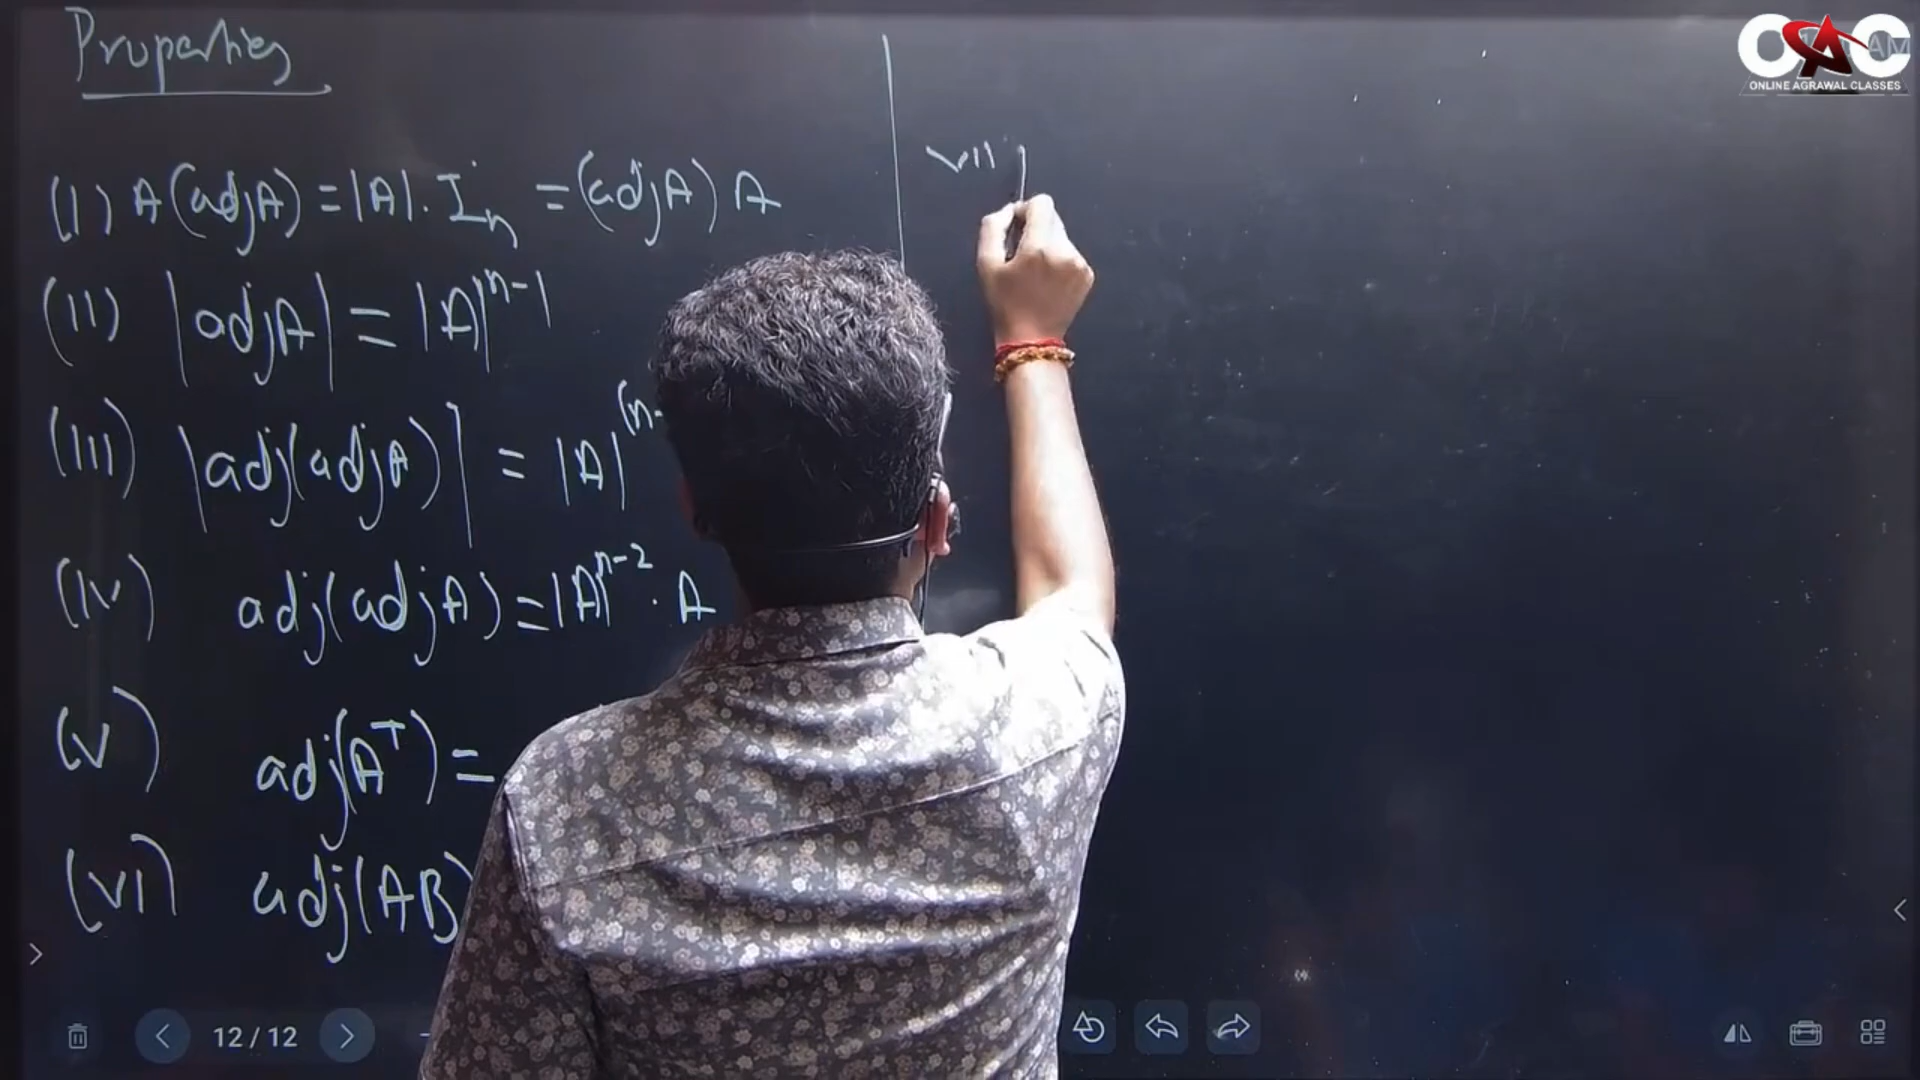 Properties
(I) A(adjA) = |A|. Iₙ = (adjA) A
(II) |adjA| = |A|ⁿ⁻¹
(III) |adj(adjA)| = |A|⁽ⁿ⁻
(IV) adj(adjA) = |A|ⁿ⁻² . A
(V) adj(Aᵀ) =
(VI) adj(AB)
VII)
OAC
ONLINE AGRAWAL CLASSES
AM
12/12